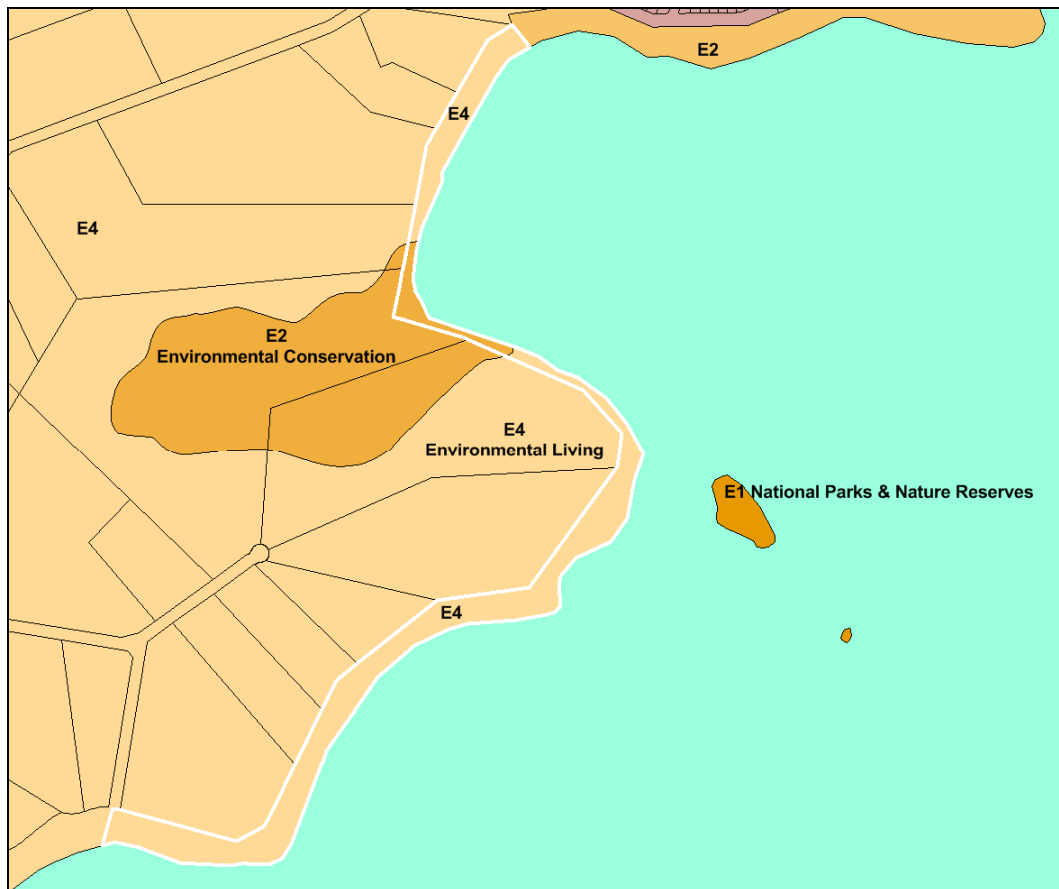 E2
E4
E4
E2
Environmental Conservation
E4
Environmental Living
E1 National Parks & Nature Reserves
E4